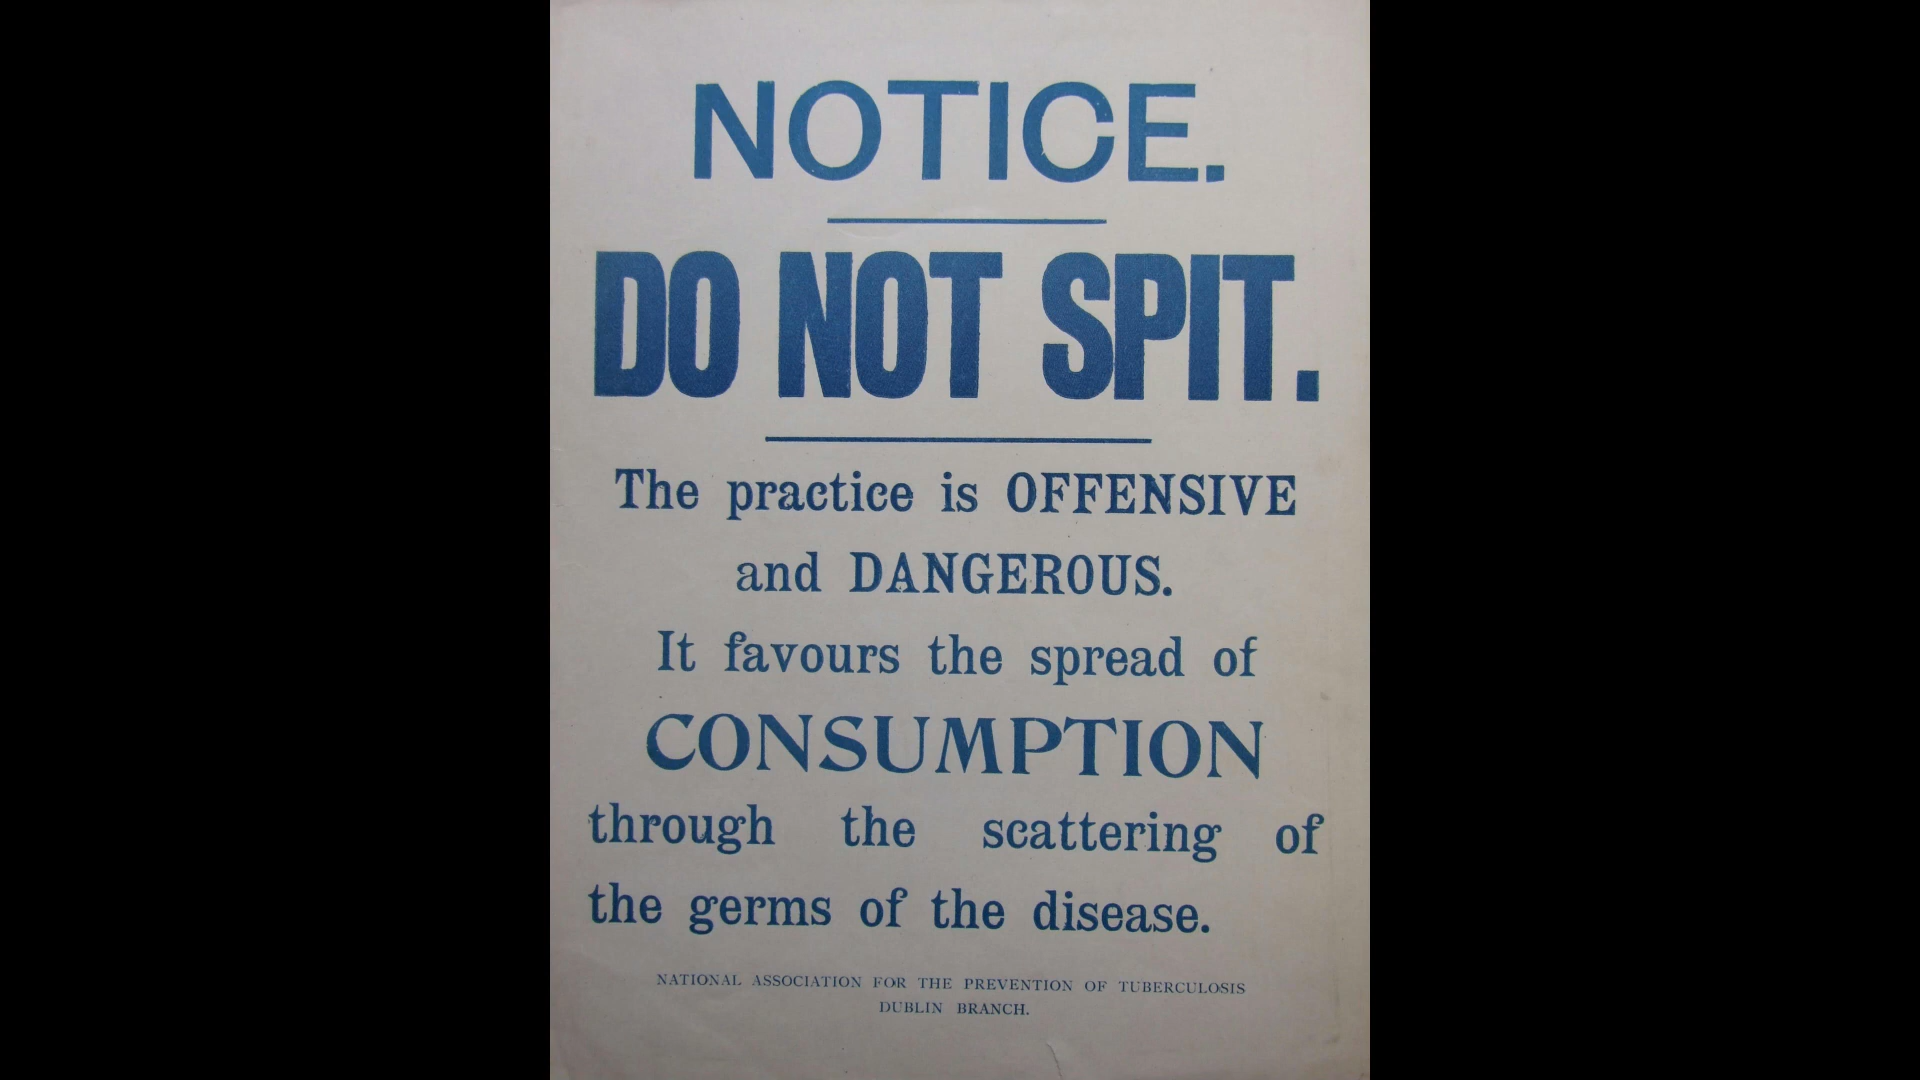 NOTICE.
DO NOT SPIT.
The practice is OFFENSIVE
and DANGEROUS.
It favours the spread of
CONSUMPTION
through the scattering of
the germs of the disease.
NATIONAL ASSOCIATION FOR THE PREVENTION OF TUBERCULOSIS
DUBLIN BRANCH.